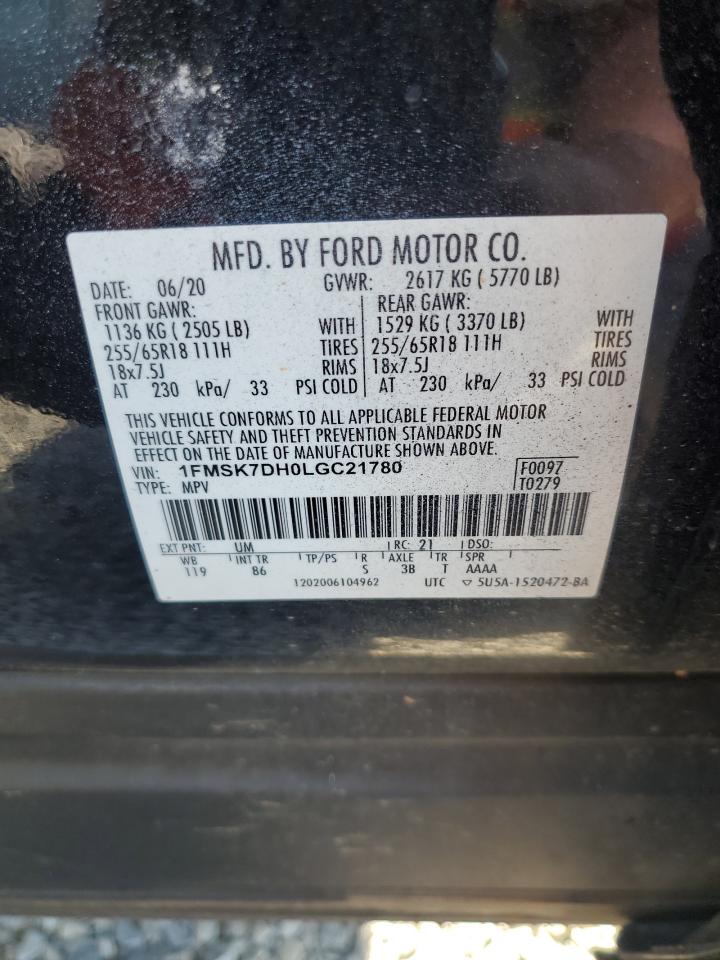 MFD. BY FORD MOTOR CO.
DATE: 06/20 GVWR: 2617 KG ( 5770 LB)
FRONT GAWR: REAR GAWR:
1136 KG ( 2505 LB) WITH 1529 KG ( 3370 LB) WITH
255/65R18 111H TIRES 255/65R18 111H TIRES
18x7.5J RIMS 18x7.5J RIMS
AT 230 kPa/ 33 PSI COLD AT 230 kPa/ 33 PSI COLD
THIS VEHICLE CONFORMS TO ALL APPLICABLE FEDERAL MOTOR
VEHICLE SAFETY AND THEFT PREVENTION STANDARDS IN
EFFECT ON THE DATE OF MANUFACTURE SHOWN ABOVE.
VIN: 1FMSK7DH0LGC21780 F0097
TYPE: MPV T0279
EXT PNT: UM RC: 21 DSO:
WB INT TR TP/PS R AXLE TR SPR
119 86 S 3B T AAAA
1202006104962 UTC ▽ 5U5A-1520472-BA